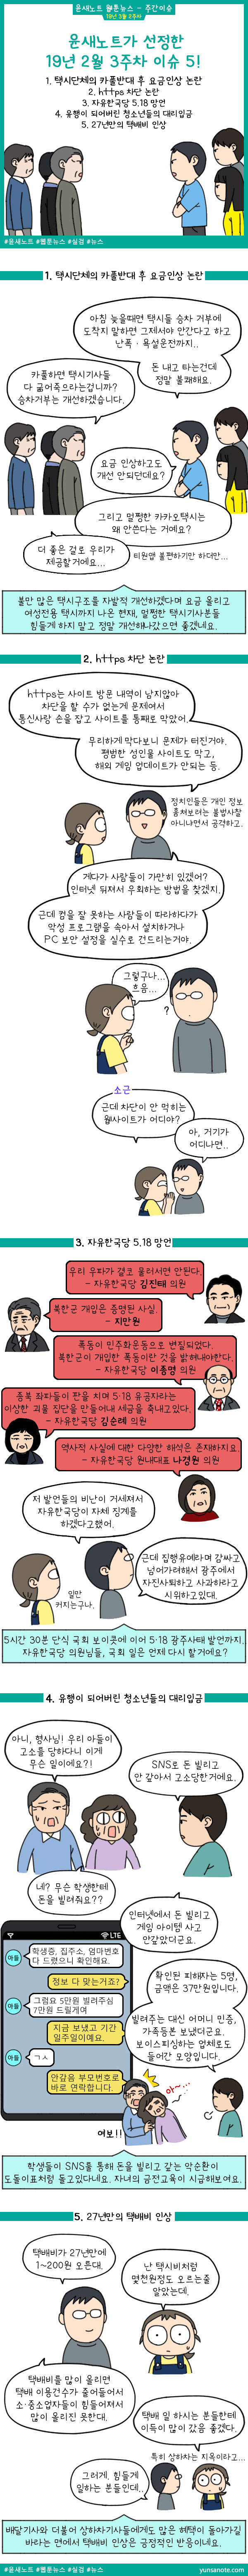 윤새노트 웹툰뉴스 - 주간이슈
19년 2월 3주차
윤새노트가 선정한
19년 2월 3주차 이슈 5!
1. 택시단체의 카풀반대 후 요금인상 논란
2. https 차단 논란
3. 자유한국당 5.18 망언
4. 유행이 되어버린 청소년들의 대리입금
5. 27년만의 택배비 인상
#윤새노트 #웹툰뉴스 #실검 #뉴스
1. 택시단체의 카풀반대 후 요금인상 논란
아침 늦을때면 택시들 승차 거부에
도착지 말하면 그제서야 안간다고 하고
난폭 · 욕설운전까지..
돈 내고 타는건데
정말 불쾌해요.
카풀하면 택시기사들
다 굶어죽으라는겁니까?
승차거부는 개선하겠습니다.
요금 인상하고도
개선 안되던데요?
그리고 멀쩡한 카카오택시는
왜 안쓴다는 거예요?
더 좋은 걸로 우리가
제공할거에요...
티원앱 불편하기만 하더만...
불만 많은 택시구조를 자발적 개선하겠다며 요금 올리고
여성전용 택시까지 나온 현재, 멀쩡한 택시기사분들
힘들게 하지 말고 정말 개선해나갔으면 좋겠네요.
2. https 차단 논란
https는 사이트 방문 내역이 남지않아
차단을 할 수가 없는게 문제여서
통신사랑 손을 잡고 사이트를 통째로 막았어.
우리하게 막다보니 문제가 터진거야.
평범한 성인물 사이트도 막고,
해외 게임 업데이트가 안되는 등.
정치인들은 개인 정보
훔쳐보려는 불법사찰
아니냐면서 공격하고.
게다가 사람들이 가만히 있겠어?
인터넷 뒤져서 우회하는 방법을 찾겠지.
근데 컴을 잘 못하는 사람들이 따라하다가
악성 프로그램을 속아서 설치하거나
PC 보안 설정을 실수로 건드리는거야.
그렇구나...
흐음...
?
소근
근데 차단이 안 먹히는
웹사이트가 어디야?
아, 거기가
어디냐면..
3. 자유한국당 5.18 망언
우리 우파가 결코 물러서면 안된다.
- 자유한국당 김진태 의원
북한군 개입은 증명된 사실.
- 지만원
폭동이 민주화운동으로 변질되었다.
북한군이 개입한 폭동이란 것을 밝혀내야한다.
- 자유한국당 이종명 의원
종북 좌파들이 판을 치며 5·18 유공자라는
이상한 괴물 집단을 만들어내 세금을 축내고있다.
- 자유한국당 김순례 의원
역사적 사실에 대한 다양한 해석은 존재하지요.
- 자유한국당 원내대표 나경원 의원
저 발언들의 비난이 거세져서
자유한국당이 자체 징계를
하겠다고했어.
근데 집행유예라며 감싸고
넘어가려해서 광주에서
자진사퇴하고 사과하라고
시위하고있대.
일만
커지는구나.
5시간 30분 단식 국회 보이콧에 이어 5·18 광주사태 발언까지..
자유한국당 의원님들, 국회 일은 언제 다시 할거에요?
4. 유행이 되어버린 청소년들의 대리입금
아니, 형사님! 우리 아들이
고소를 당하다니 이게
무슨 일이에요?!
SNS로 돈 빌리고
안 갚아서 고소당한거에요.
네? 무슨 학생한테
돈을 빌려줘요??
인터넷에서 돈 빌리고
게임 아이템 사고
안갚았더군요.
LTE
아들
학생증, 집주소, 엄마번호
다 드렸으니 확인해요.
정보 다 맞는거죠?
아들
그럼요 5만원 빌려주심
7만원 드릴게여
지금 보냈고 기간
일주일이예요.
아들
ㄱㅅ
안갚음 부모번호로
바로 연락합니다.
확인된 피해자는 5명,
금액은 37만원입니다.
빌려주는 대신 어머니 민증,
가족등본 보냈더군요.
보이스피싱하는 업체로도
들어간 모양입니다.
아~...
여보!!
학생들이 SNS를 통해 돈을 빌리고 갚는 악순환이
도돌이표처럼 돌고있다네요. 자녀의 금전교육이 시급해보여요.
5. 27년만의 택배비 인상
택배비가 27년만에
1~200원 오른대.
난 택시비처럼
몇천원정도 오르는줄
알았는데.
택배비를 많이 올리면
택배 이용건수가 줄어들어서
소·중소업자들이 힘들어져서
많이 올리진 못한대.
택배 일 하시는 분들한테
이득이 많이 갔음 좋겠다.
특히 상하차는 지옥이라고...
그러게. 힘들게
일하는 분들인데..
배달기사와 더불어 상하차기사들에게도 많은 혜택이 돌아가길
바라는 면에서 택배비 인상은 긍정적인 반응이네요.
#윤새노트 #웹툰뉴스 #실검 #뉴스
yunsanote.com